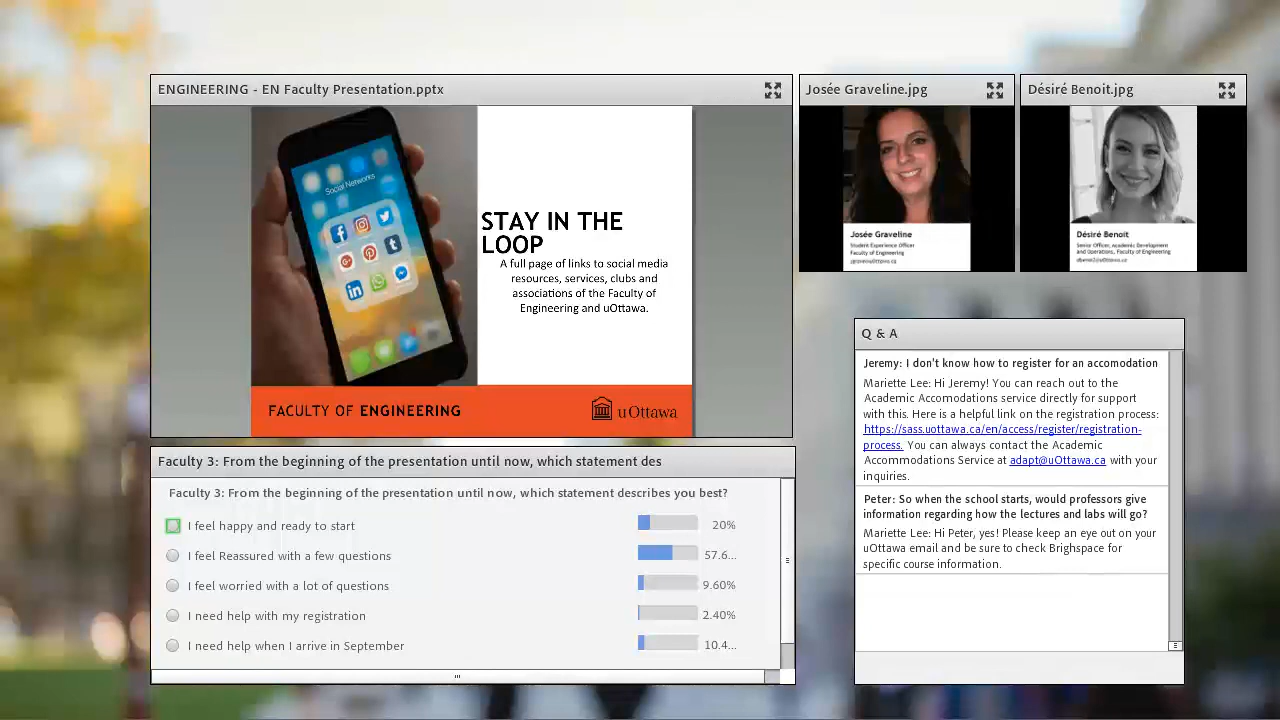 ENGINEERING - EN Faculty Presentation.pptx
Social Networks
STAY IN THE
LOOP
A full page of links to social media
resources, services, clubs and
associations of the Faculty of
Engineering and uOttawa.
FACULTY OF ENGINEERING
uOttawa
Josée Graveline.jpg
Josée Graveline
Student Experience Officer
Faculty of Engineering
Désiré Benoit.jpg
Désiré Benoit
Senior Officer, Academic Development
and Operations, Faculty of Engineering
Faculty 3: From the beginning of the presentation until now, which statement des
Faculty 3: From the beginning of the presentation until now, which statement describes you best?
I feel happy and ready to start 20%
I feel Reassured with a few questions 57.6...
I feel worried with a lot of questions 9.60%
I need help with my registration 2.40%
I need help when I arrive in September 10.4...
Q & A
Jeremy: I don't know how to register for an accomodation
Mariette Lee: Hi Jeremy! You can reach out to the
Academic Accomodations service directly for support
with this. Here is a helpful link on the registration process:
https://sass.uottawa.ca/en/access/register/registration-
process. You can always contact the Academic
Accommodations Service at adapt@uOttawa.ca with your
inquiries.
Peter: So when the school starts, would professors give
information regarding how the lectures and labs will go?
Mariette Lee: Hi Peter, yes! Please keep an eye out on your
uOttawa email and be sure to check Brighspace for
specific course information.